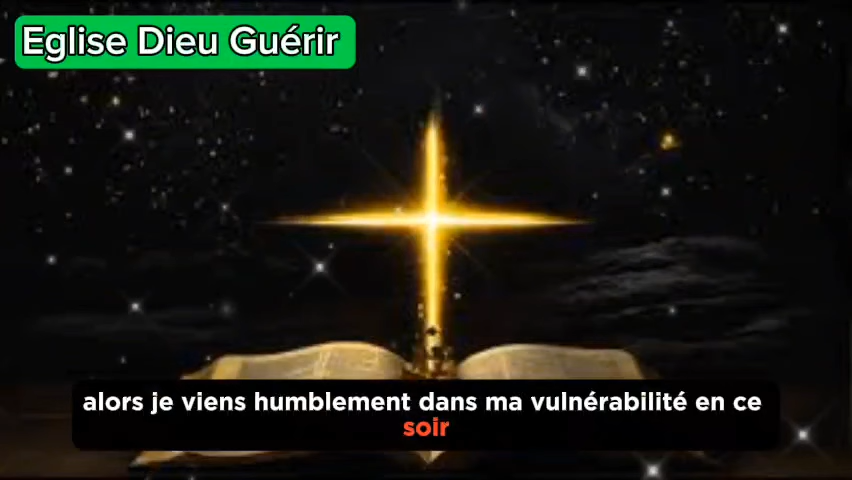 Eglise Dieu Guérir
alors je viens humblement dans ma vulnérabilité en ce
soir